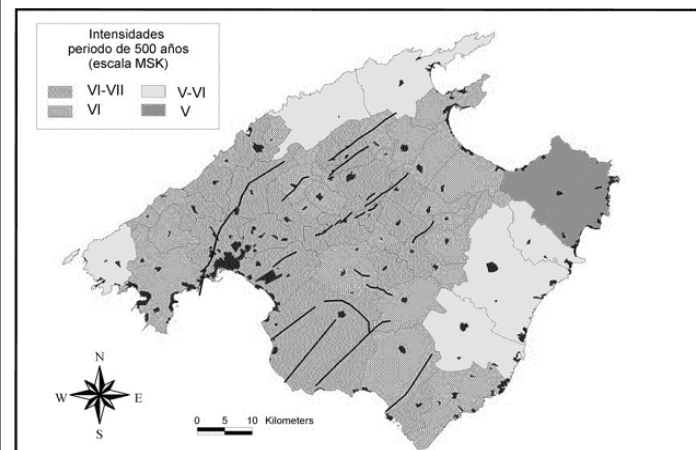 Intensidades
periodo de 500 años
(escala MSK)
VI-VII V-VI
VI V
N
W E
S
0 5 10 Kilometers